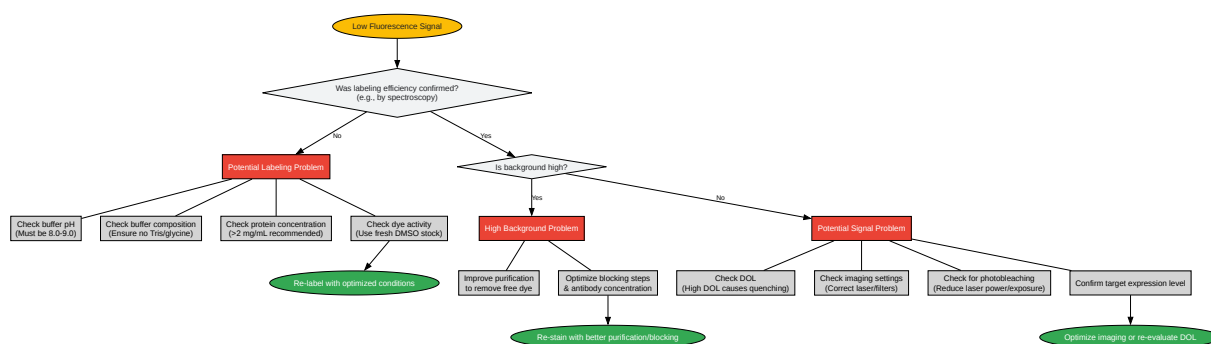 Low Fluorescence Signal
Was labeling efficiency confirmed?
(e.g., by spectroscopy)
No
Yes
Potential Labeling Problem
Is background high?
Yes
No
Check buffer pH
(Must be 8.0-9.0)
Check buffer composition
(Ensure no Tris/glycine)
Check protein concentration
(>2 mg/mL recommended)
Check dye activity
(Use fresh DMSO stock)
High Background Problem
Potential Signal Problem
Re-label with optimized conditions
Improve purification
to remove free dye
Optimize blocking steps
& antibody concentration
Check DOL
(High DOL causes quenching)
Check imaging settings
(Correct laser/filters)
Check for photobleaching
(Reduce laser power/exposure)
Confirm target expression level
Re-stain with better purification/blocking
Optimize imaging or re-evaluate DOL